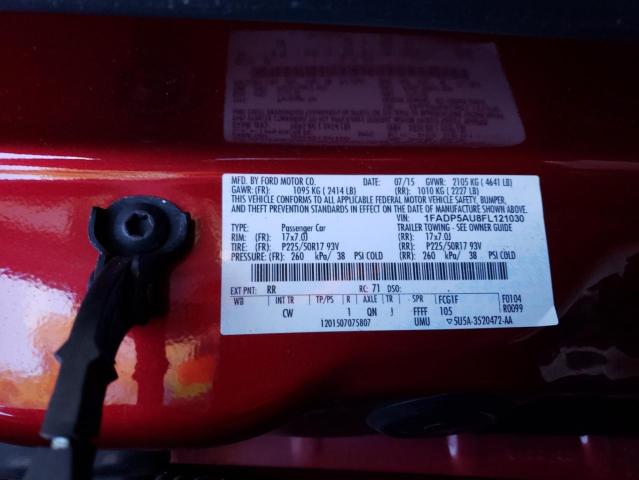 MFD. BY FORD MOTOR CO. DATE: 07/15 GVWR: 2105 KG ( 4641 LB)
GAWR: (FR): 1095 KG ( 2414 LB) (RR): 1010 KG ( 2227 LB)
THIS VEHICLE CONFORMS TO ALL APPLICABLE FEDERAL MOTOR VEHICLE SAFETY, BUMPER,
AND THEFT PREVENTION STANDARDS IN EFFECT ON THE DATE OF MANUFACTURE SHOWN ABOVE.
VIN: 1FADP5AU8FL121030
TYPE: Passenger Car TRAILER TOWING - SEE OWNER GUIDE
RIM: (FR): 17x7.0J (RR): 17x7.0J
TIRE: (FR): P225/50R17 93V (RR): P225/50R17 93V
PRESSURE: (FR): 260 kPa/ 38 PSI COLD (RR): 260 kPa/ 38 PSI COLD
EXT PNT: RR RC: 71 DSO:
WB INT TR TP/PS R AXLE TR SPR FCG1F F0104
CW 1 QN J FFFF 105 R0099
1201507075807 UMU 5U5A-3520472-AA